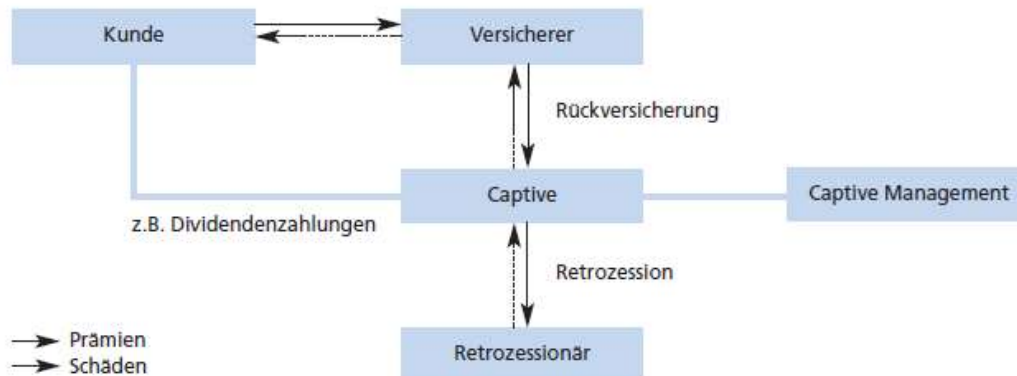 Kunde
Versicherer
Rückversicherung
Captive
Captive Management
z.B. Dividendenzahlungen
Retrozession
Prämien
Schäden
Retrozessionär